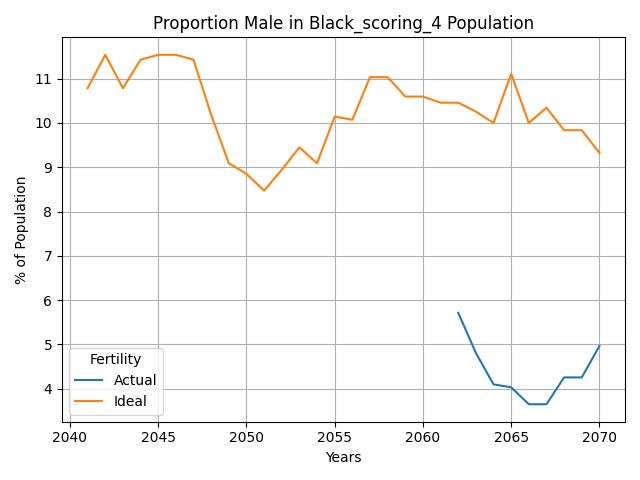 Proportion Male in Black_scoring_4 Population
% of Population
11
10
9
8
7
6
5
4
Fertility
Actual
Ideal
2040 2045 2050 2055 2060 2065 2070
Years